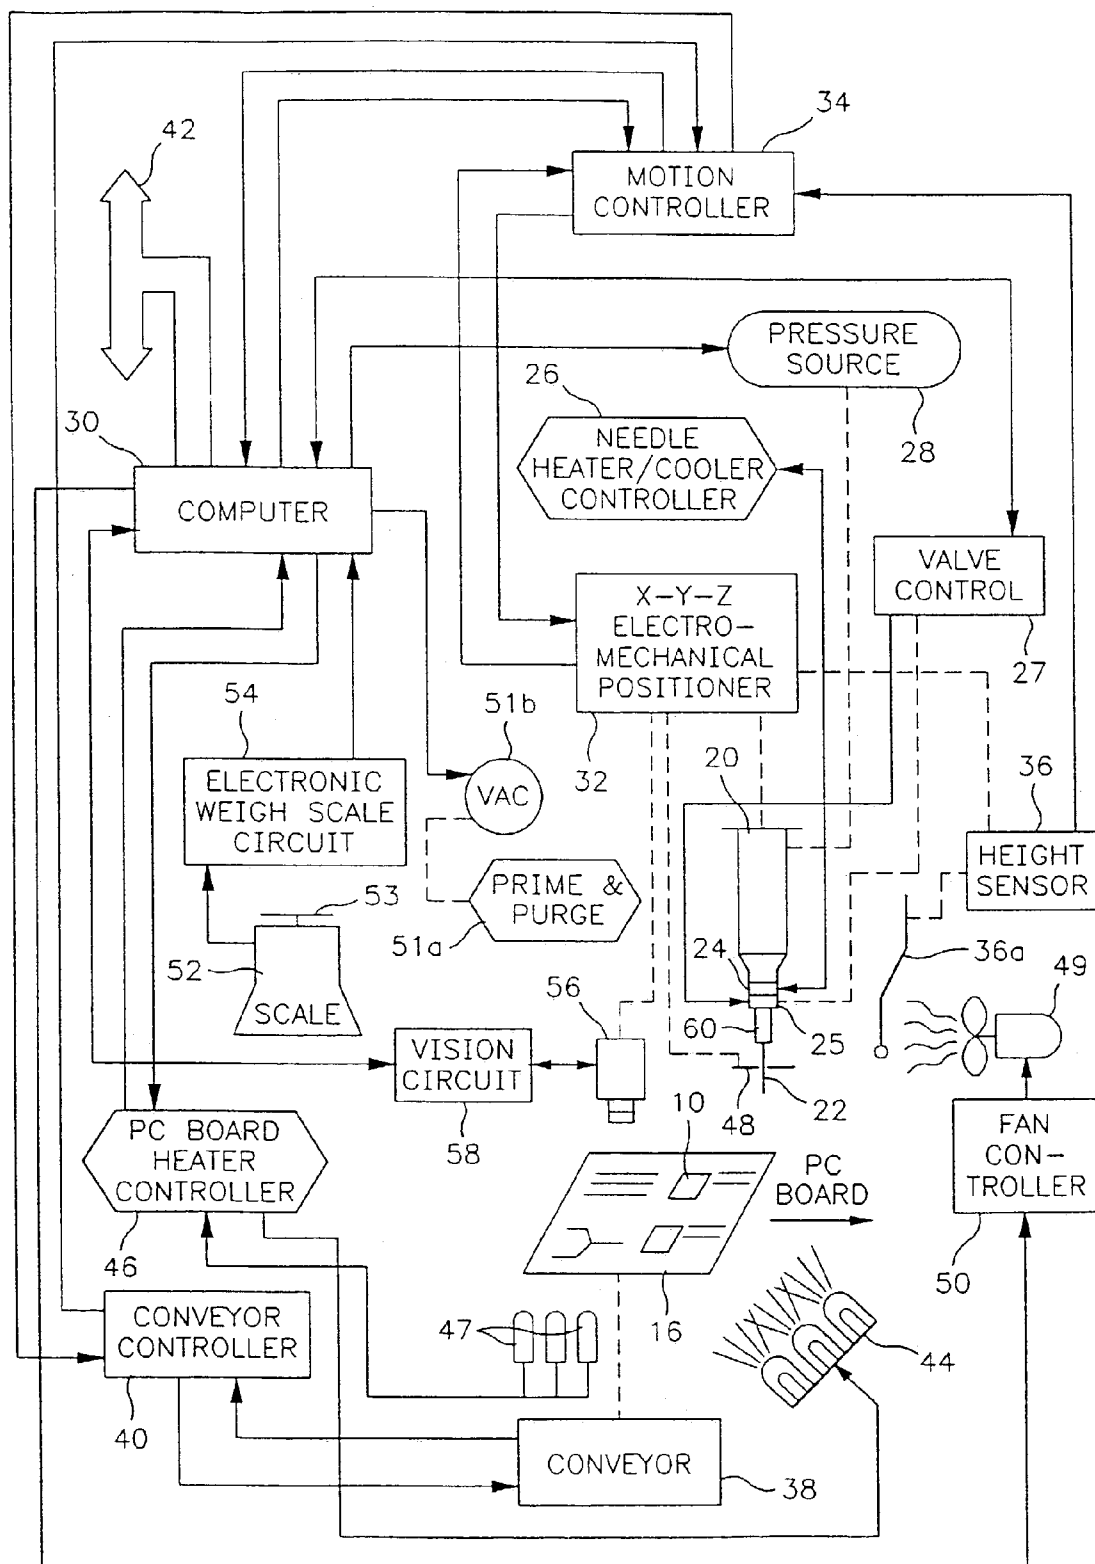 34
42
MOTION
CONTROLLER
PRESSURE
SOURCE
26
30
28
NEEDLE
HEATER/COOLER
CONTROLLER
COMPUTER
VALVE
CONTROL
X-Y-Z
ELECTRO-
MECHANICAL
POSITIONER
27
54
51b
32
20
36
VAC
ELECTRONIC
WEIGH SCALE
CIRCUIT
HEIGHT
SENSOR
PRIME &
PURGE
53
51a
24
36a
52
49
56
SCALE
60
25
VISION
CIRCUIT
48
22
58
10
FAN
CON-
TROLLER
PC BOARD
HEATER
CONTROLLER
PC
BOARD
46
50
16
CONVEYOR
CONTROLLER
47
44
40
CONVEYOR
38